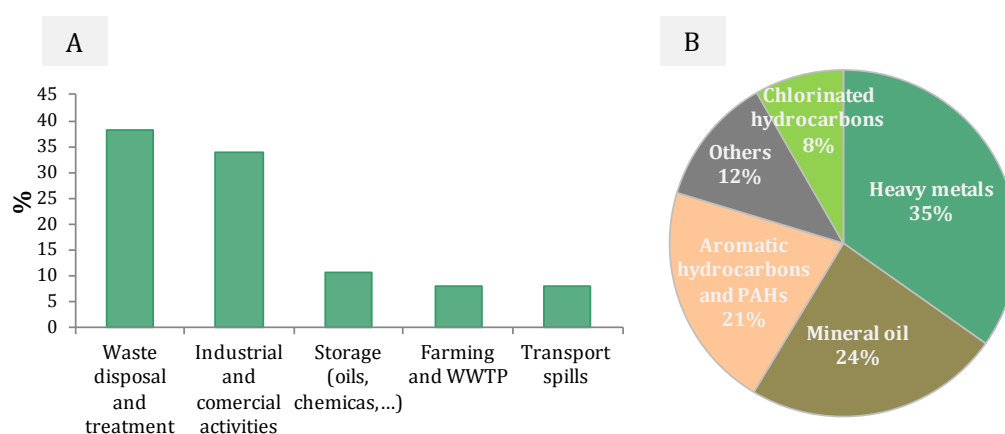 A
%
45
40
35
30
25
20
15
10
5
0
Waste
disposal
and
treatment
Industrial
and
comercial
activities
Storage
(oils,
chemicas,...)
Farming
and WWTP
Transport
spills
B
Chlorinated
hydrocarbons
8%
Others
12%
Heavy metals
35%
Aromatic
hydrocarbons
and PAHs
21%
Mineral oil
24%